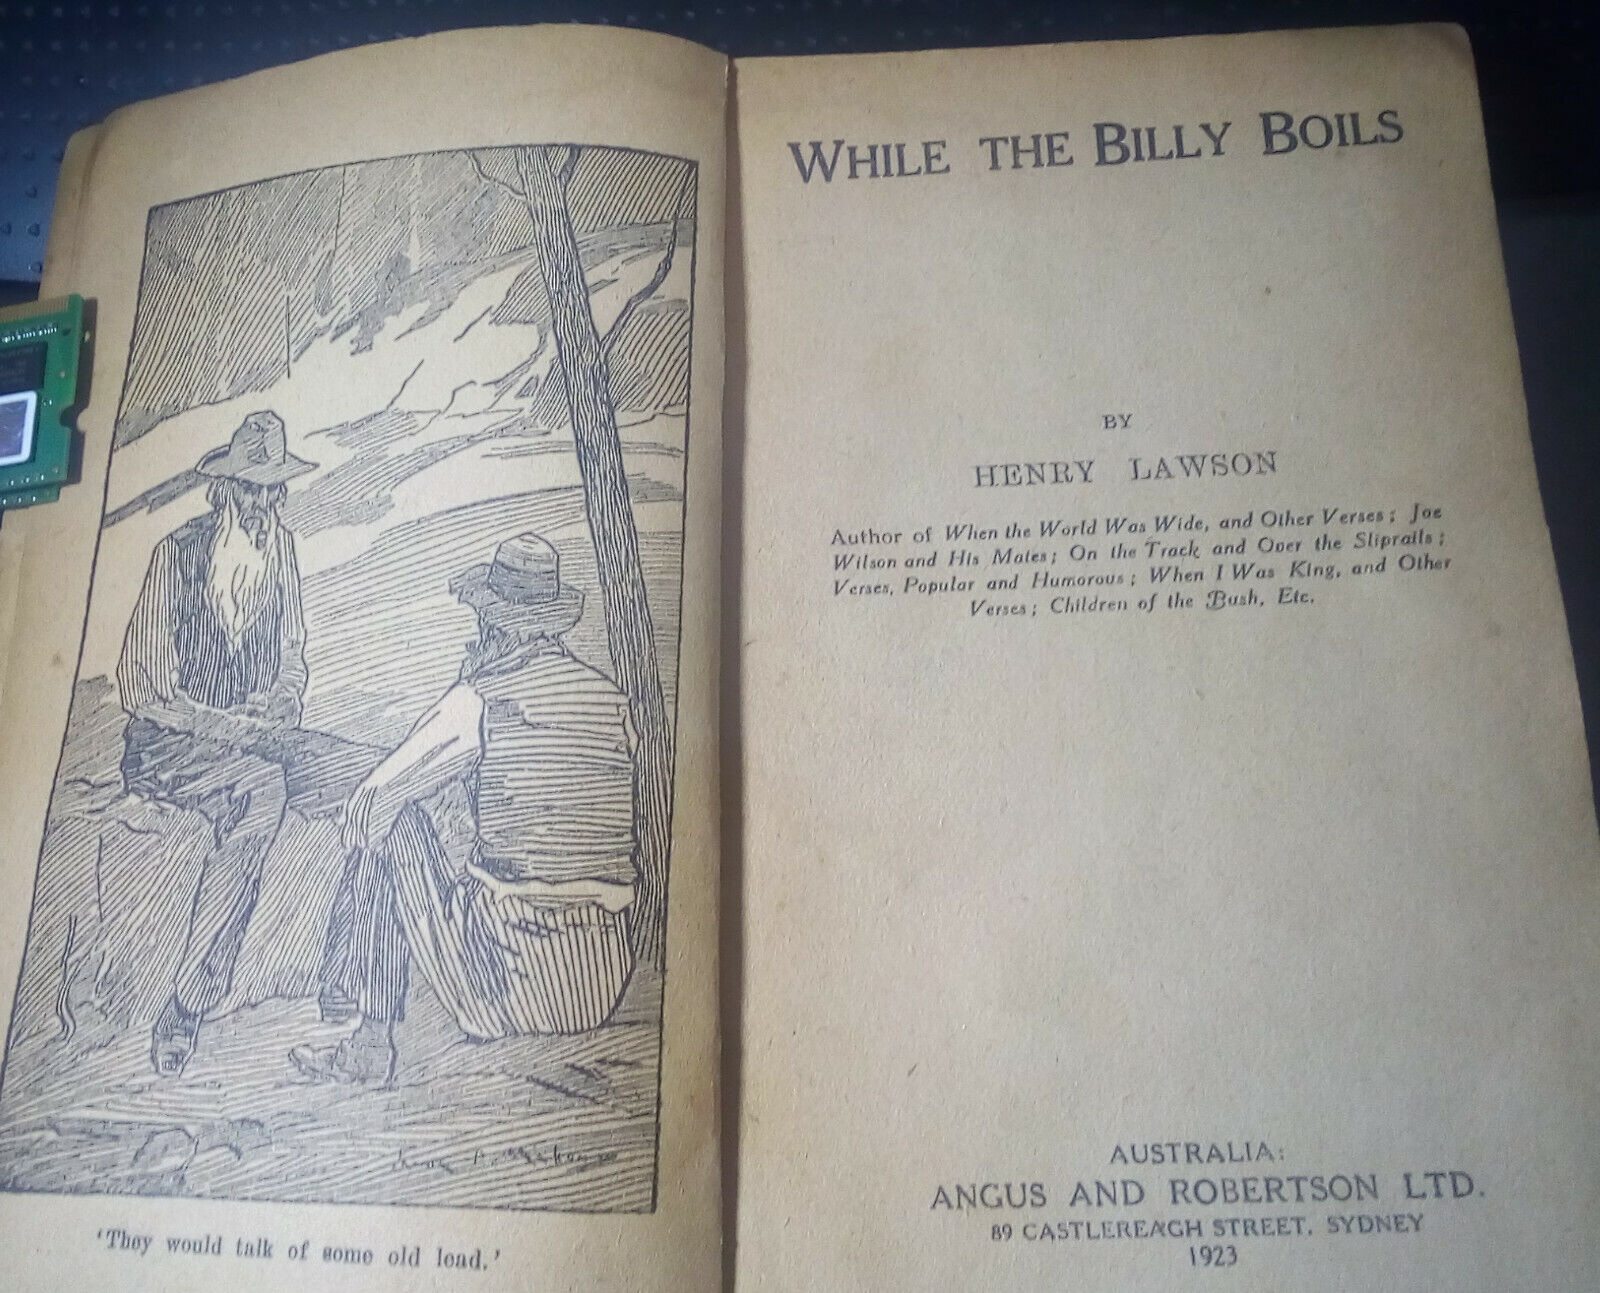 'They would talk of some old lead.'
WHILE THE BILLY BOILS
BY
HENRY LAWSON
Author of When the World Was Wide, and Other Verses; Joe
Wilson and His Mates; On the Track and Over the Sliprails;
Verses, Popular and Humorous; When I Was King, and Other
Verses; Children of the Bush, Etc.
AUSTRALIA:
ANGUS AND ROBERTSON LTD.
89 CASTLEREAGH STREET, SYDNEY
1923